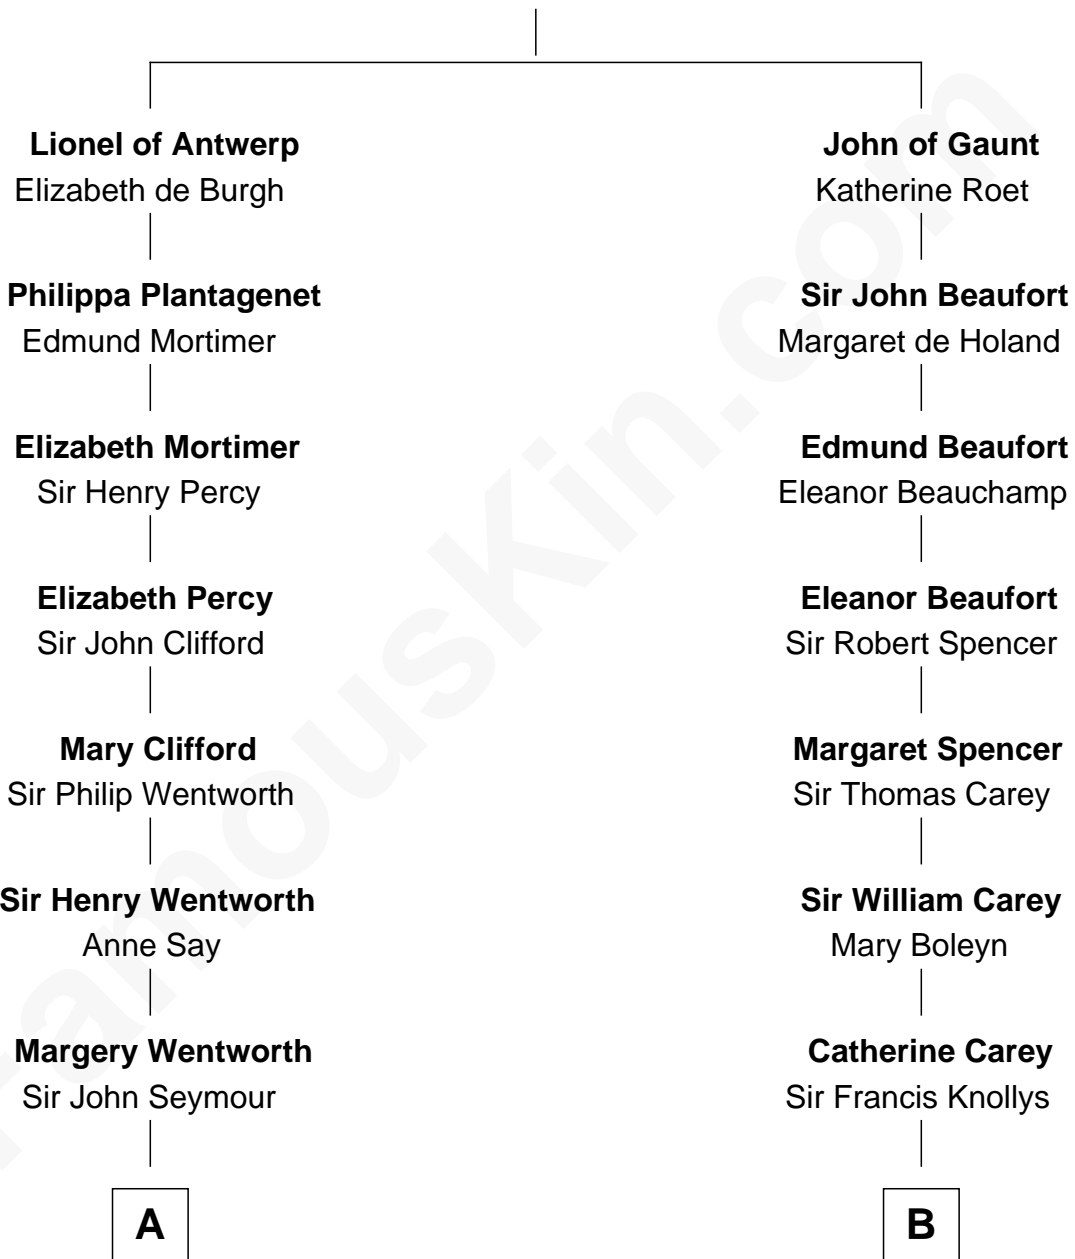 Lionel of Antwerp
Elizabeth de Burgh
Philippa Plantagenet
Edmund Mortimer
Elizabeth Mortimer
Sir Henry Percy
Elizabeth Percy
Sir John Clifford
Mary Clifford
Sir Philip Wentworth
Sir Henry Wentworth
Anne Say
Margery Wentworth
Sir John Seymour
A
John of Gaunt
Katherine Roet
Sir John Beaufort
Margaret de Holand
Edmund Beaufort
Eleanor Beauchamp
Eleanor Beaufort
Sir Robert Spencer
Margaret Spencer
Sir Thomas Carey
Sir William Carey
Mary Boleyn
Catherine Carey
Sir Francis Knollys
B
FamousKin.com